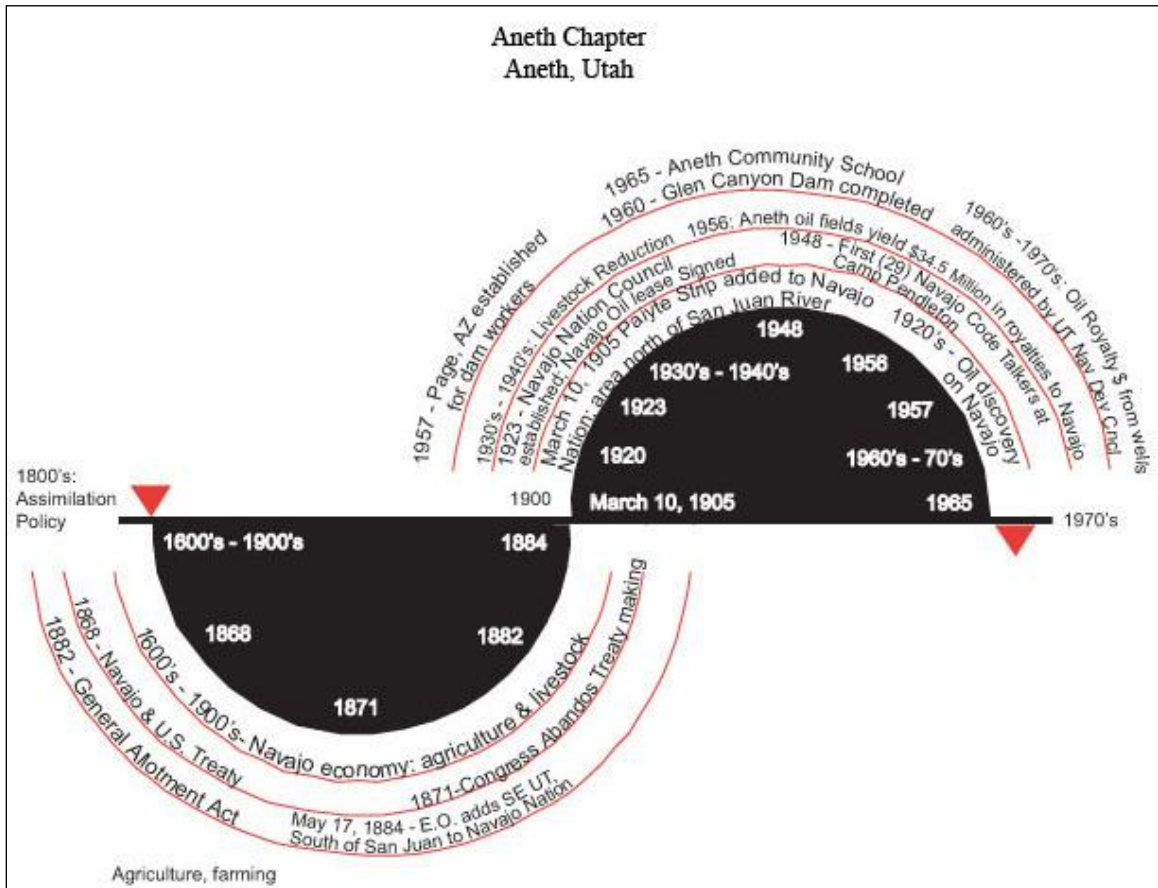 Aneth Chapter
Aneth, Utah
1965 - Aneth Community School
1960 - Glen Canyon Dam completed
1960's -1970's: Oil Royalty $ from wells
administered by UT Nav Dev Cncl
1957 - Page, AZ established
for dam workers
1956: Aneth oil fields yield $34.5 Million in royalties to Navajo
1930's - 1940's: Livestock Reduction
1948 - First (29) Navajo Code Talkers at
Camp Pendleton
1923 - Navajo Nation Council
established; Navajo Oil lease Signed
1920's - Oil discovery
on Navajo
March 10, 1905 Paiyte Strip added to Navajo
Nation: area north of San Juan River
1948
1930's - 1940's
1956
1923
1957
1920
1960's - 70's
March 10, 1905
1965
1800's:
Assimilation
Policy
1900
1970's
1600's - 1900's
1884
1868
1882
1871
1600's - 1900's- Navajo economy: agriculture & livestock
1868 - Navajo & U.S. Treaty
1871-Congress Abandos Treaty making
1882 - General Allotment Act
May 17, 1884 - E.O. adds SE UT,
South of San Juan to Navajo Nation
Agriculture, farming